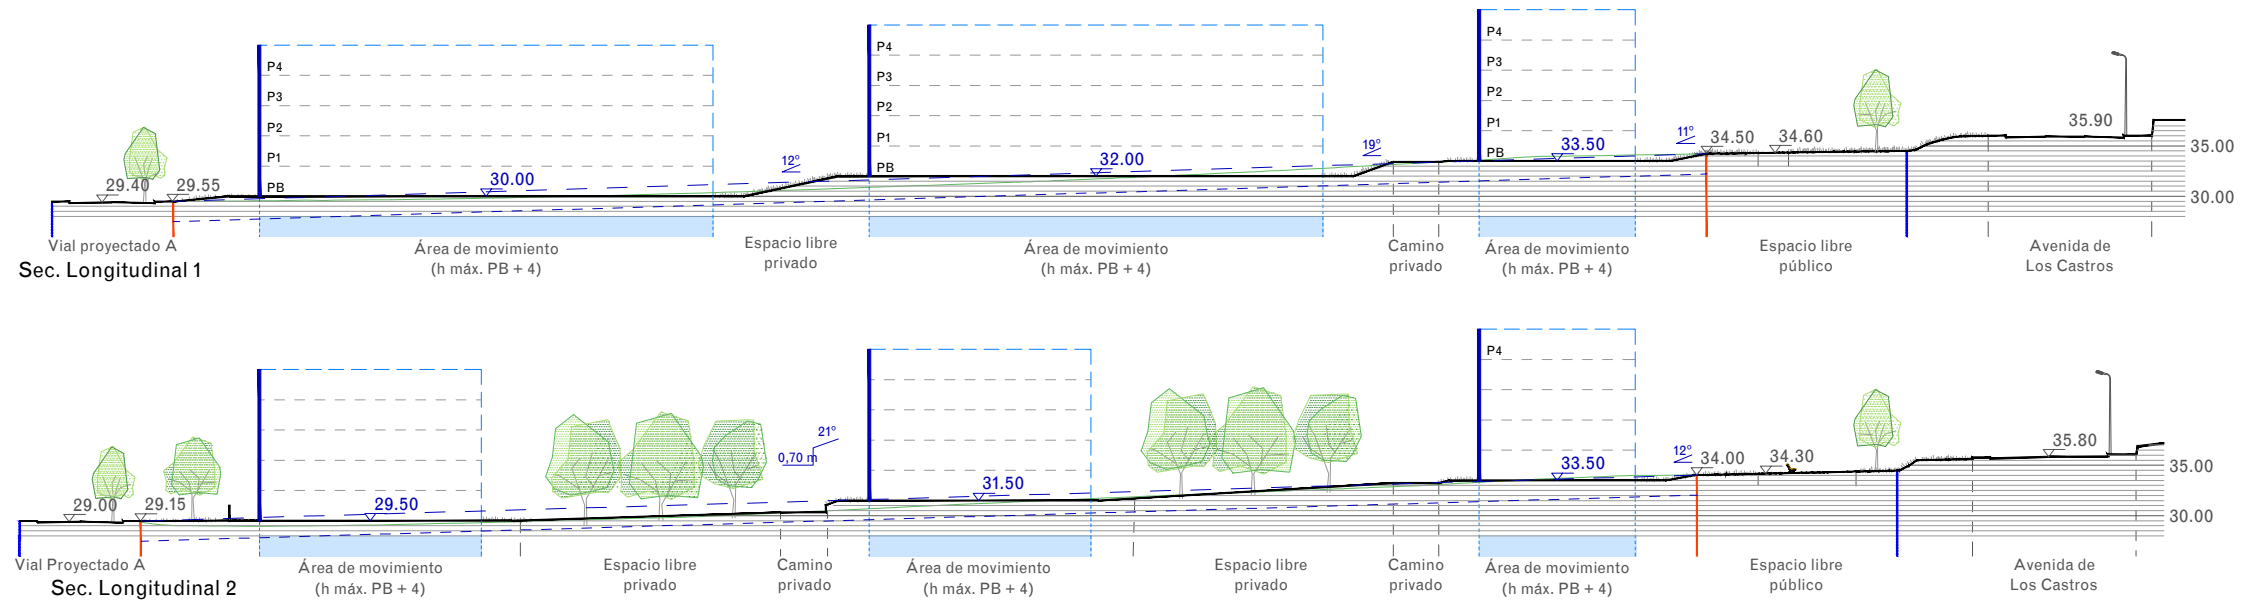 P4
P3
P2
P1
PB
P4
P3
P2
P1
PB
P4
P3
P2
P1
PB
29.40
29.55
30.00
12º
32.00
19º
33.50
11º
34.50
34.60
35.90
35.00
30.00
Vial proyectado A
Área de movimiento
(h máx. PB + 4)
Espacio libre
privado
Área de movimiento
(h máx. PB + 4)
Camino
privado
Área de movimiento
(h máx. PB + 4)
Espacio libre
público
Avenida de
Los Castros
Sec. Longitudinal 1
P4
29.00
29.15
29.50
0,70 m
21º
31.50
33.50
12º
34.00
34.30
35.80
35.00
30.00
Vial Proyectado A
Área de movimiento
(h máx. PB + 4)
Espacio libre
privado
Camino
privado
Área de movimiento
(h máx. PB + 4)
Espacio libre
privado
Camino
privado
Área de movimiento
(h máx. PB + 4)
Espacio libre
público
Avenida de
Los Castros
Sec. Longitudinal 2